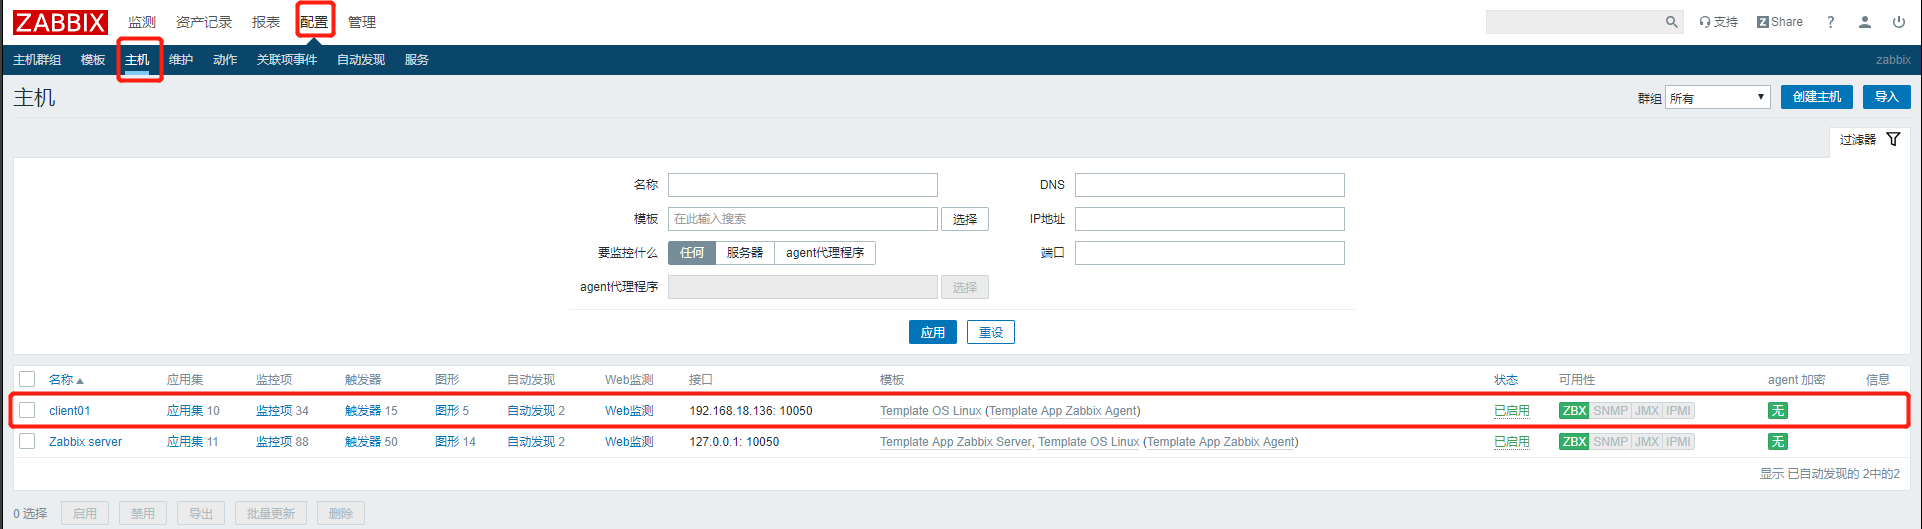 ZABBIX 监测 资产记录 报表 配置 管理 支持 Share ?
主机群组 模板 主机 维护 动作 关联项事件 自动发现 服务 zabbix
主机 群组 所有 创建主机 导入
过滤器
名称 DNS
模板 在此输入搜索 选择 IP地址
要监控什么 任何 服务器 agent代理程序 端口
agent代理程序 选择
应用 重设
名称 应用集 监控项 触发器 图形 自动发现 Web监测 接口 模板 状态 可用性 agent 加密 信息
client01 应用集 10 监控项 34 触发器 15 图形 5 自动发现 2 Web监测 192.168.18.136: 10050 Template OS Linux (Template App Zabbix Agent) 已启用 ZBX SNMP JMX IPMI 无
Zabbix server 应用集 11 监控项 88 触发器 50 图形 14 自动发现 2 Web监测 127.0.0.1: 10050 Template App Zabbix Server, Template OS Linux (Template App Zabbix Agent) 已启用 ZBX SNMP JMX IPMI 无
显示 已自动发现的 2中的2
0 选择 启用 禁用 导出 批量更新 删除